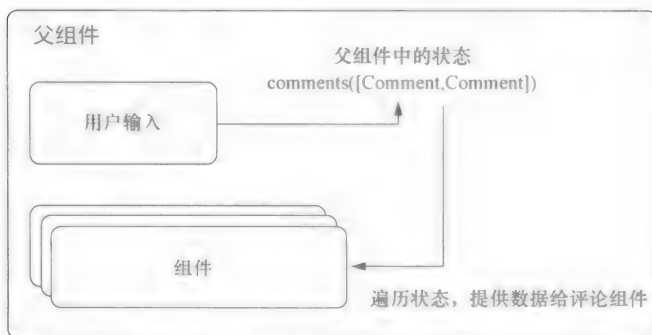 父组件
父组件中的状态
comments([Comment,Comment])
用户输入
组件
遍历状态，提供数据给评论组件